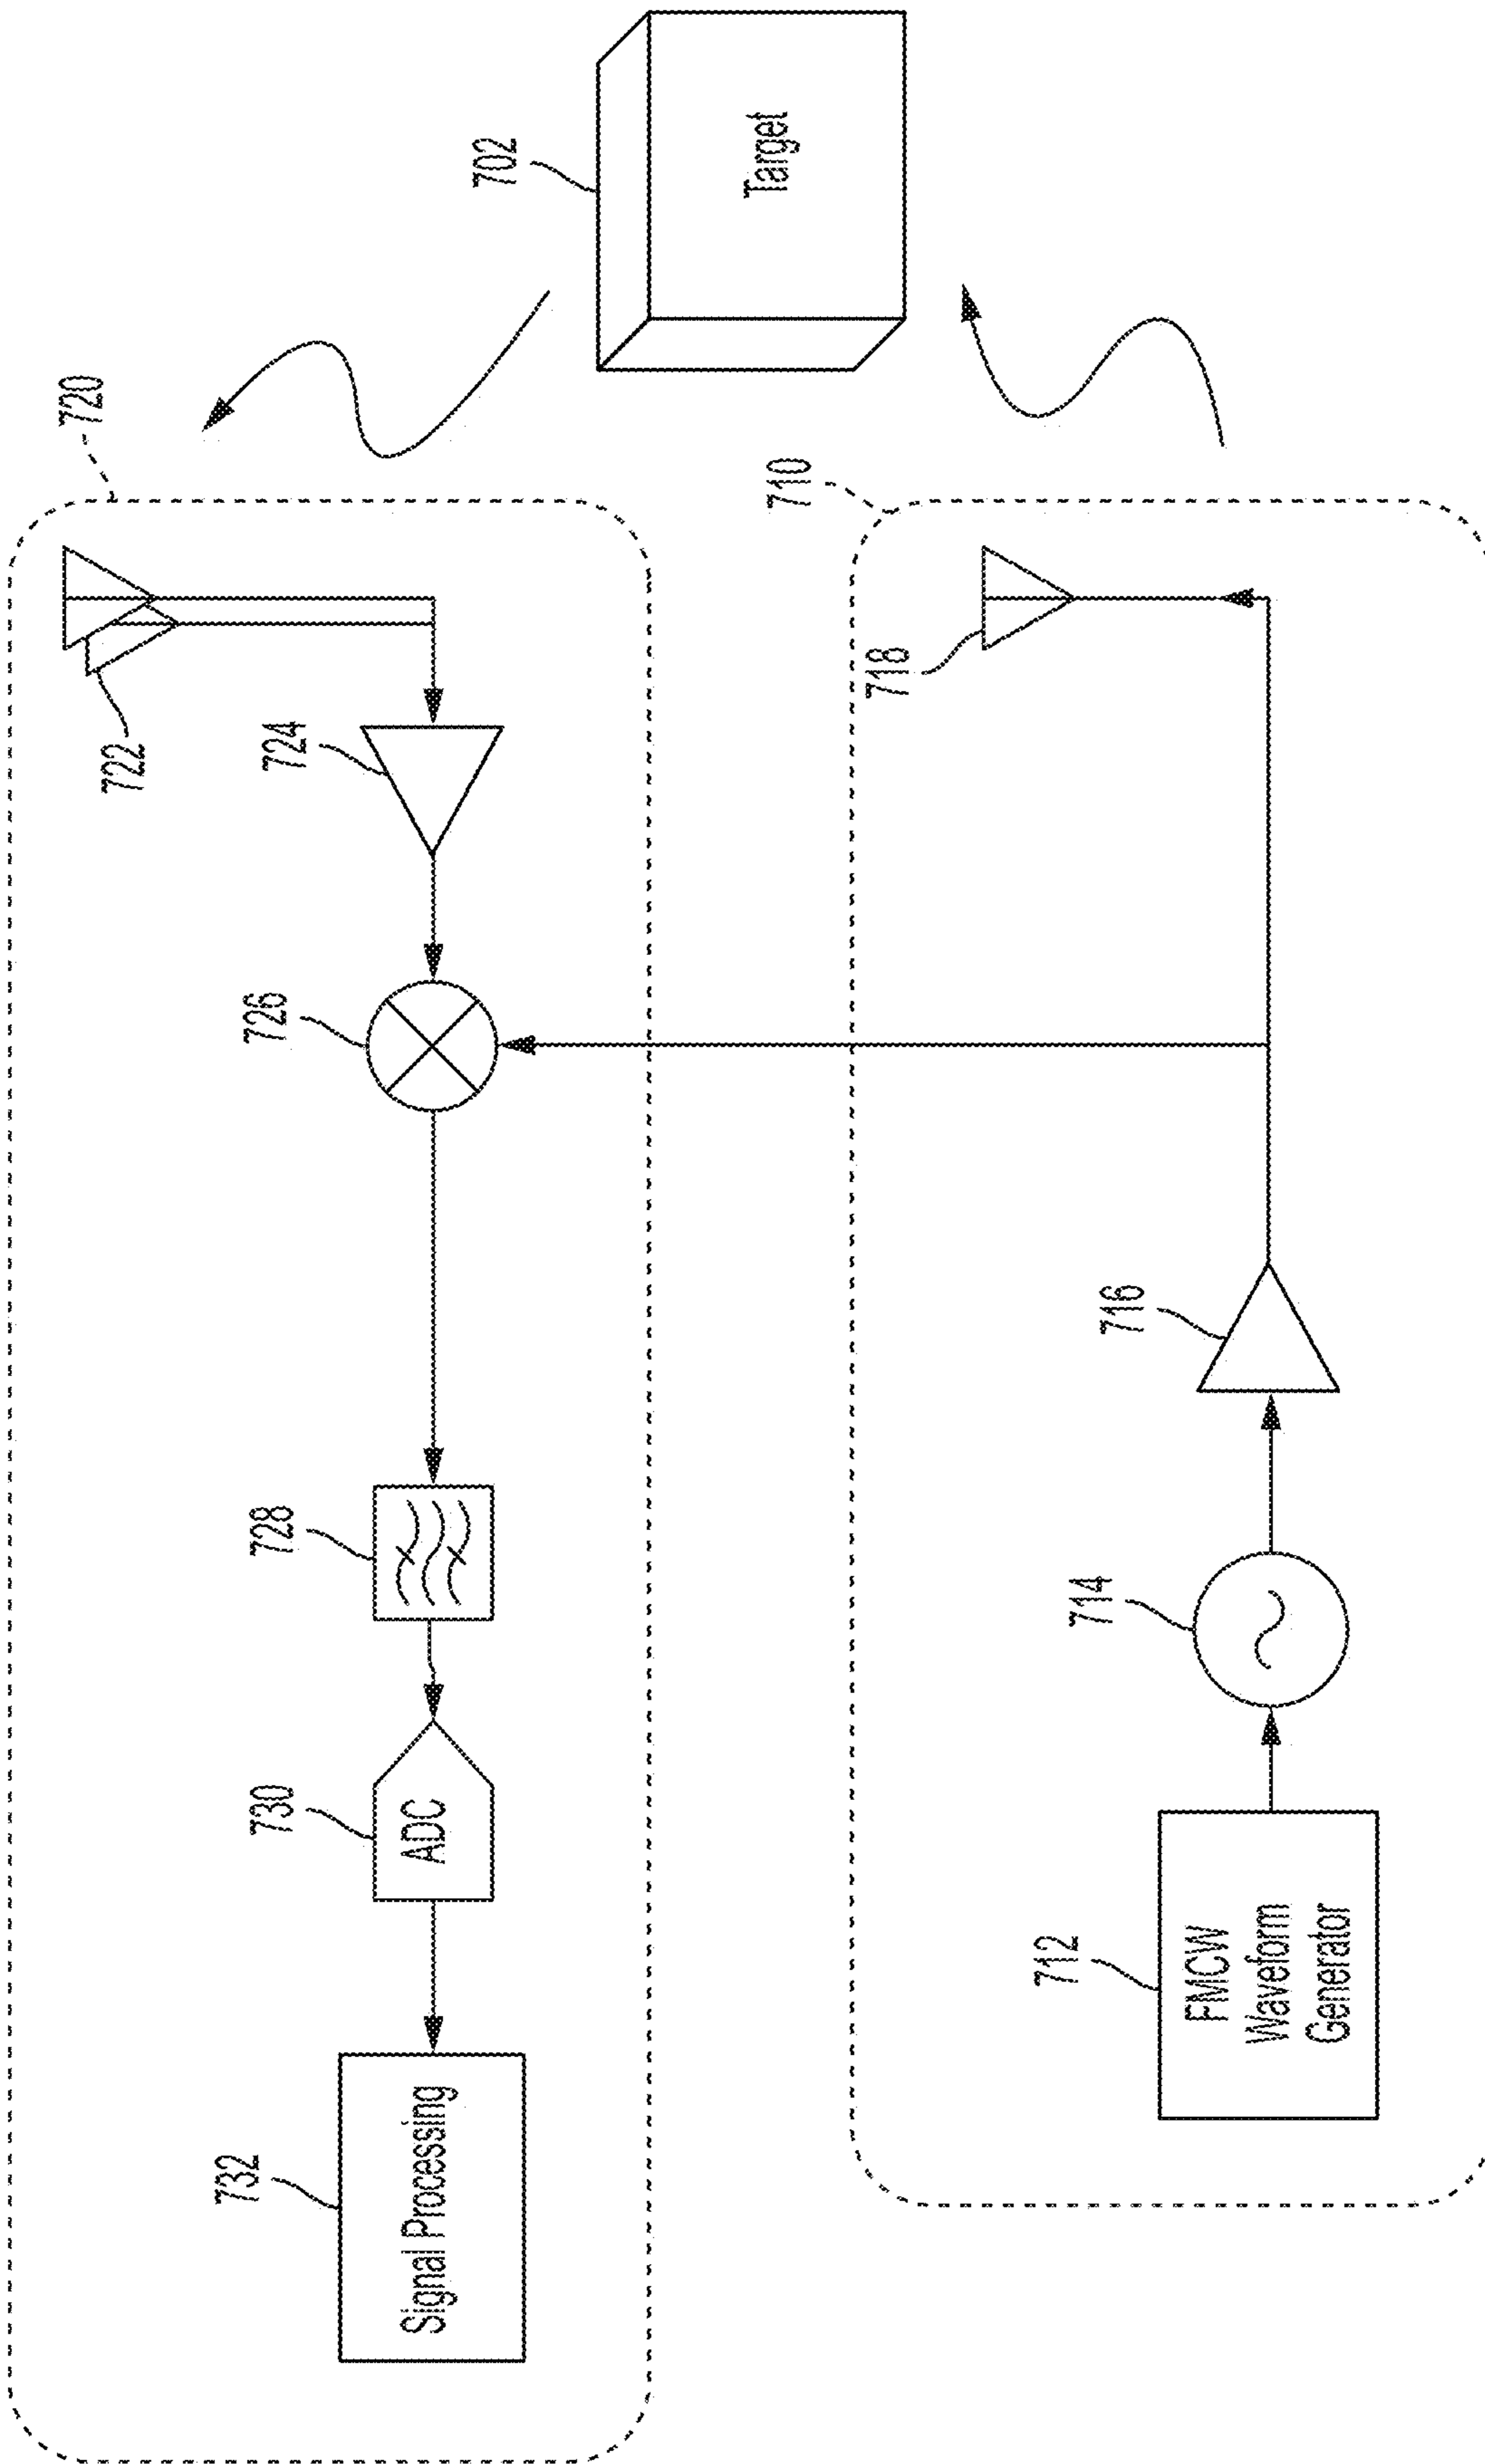 720
722
724
726
728
730
ADC
732
Signal Processing
702
Target
710
718
716
714
712
FMCW
Waveform
Generator